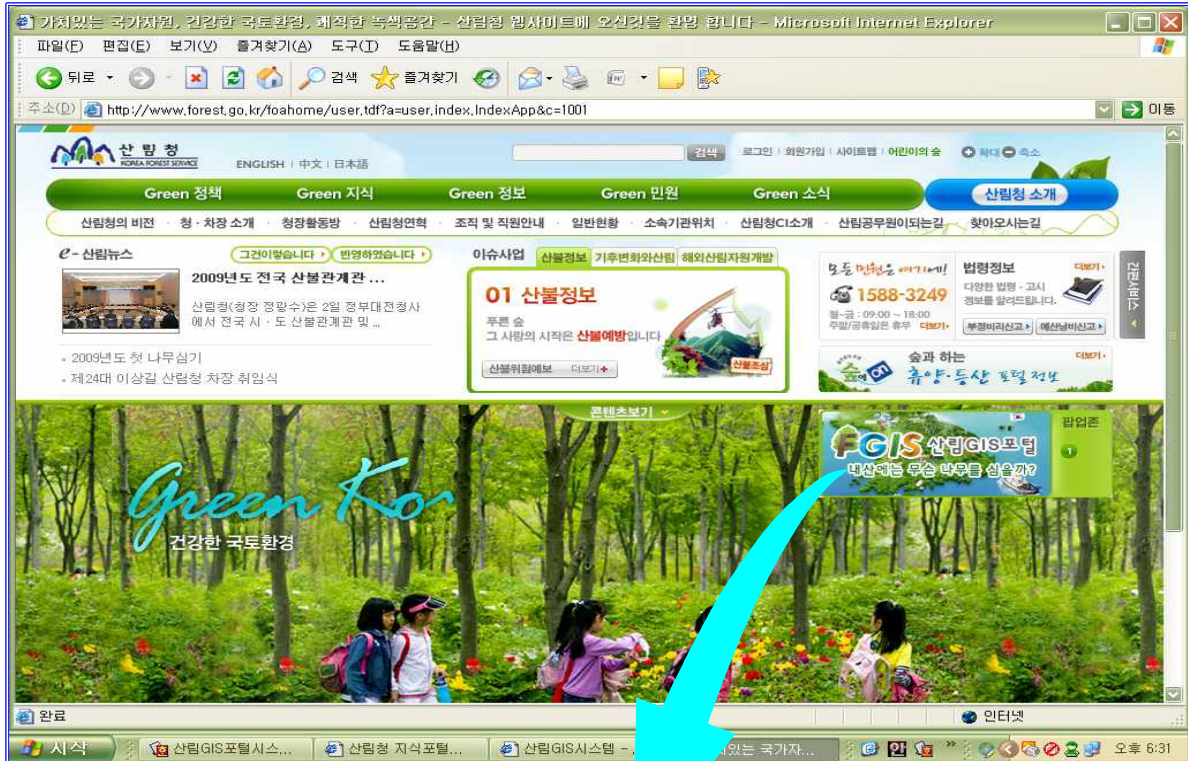 가치있는 국가자원, 건강한 국토환경, 쾌적한 녹색공간 - 산림청 웹사이트에 오신것을 환영 합니다 - Microsoft Internet Explorer
파일(F) 편집(E) 보기(V) 즐겨찾기(A) 도구(T) 도움말(H)
뒤로 검색 즐겨찾기
주소(D) http://www.forest.go.kr/foahome/user.tdf?a=user.index.IndexApp&c=1001 이동
산림청
KOREA FOREST SERVICE
ENGLISH 中文 日本語 검색 로그인 회원가입 사이트맵 어린이의 숲 확대 축소
Green 정책 Green 지식 Green 정보 Green 민원 Green 소식 산림청 소개
산림청의 비전 · 청·차장 소개 · 청장활동방 · 산림청연혁 · 조직 및 직원안내 · 일반현황 · 소속기관위치 · 산림청CI소개 · 산림공무원이되는길 · 찾아오시는길
e-산림뉴스 그건이렇습니다 반영하였습니다
2009년도 전국 산불관계관 ...
산림청(청장 정광수)은 2일 정부대전청사
에서 전국 시·도 산불관계관 및 ...
2009년도 첫 나무심기
제24대 이상길 산림청 차장 취임식
이슈사업 산불정보 기후변화와산림 해외산림자원개발
01 산불정보
푸른 숲
그 사랑의 시작은 산불예방입니다
산불위험예보 더보기+
산불조심
모든 민원은 여기에!
1588-3249
월~금 : 09:00 ~ 18:00
주말/공휴일은 휴무 더보기
법령정보 더보기
다양한 법령·고시
정보를 알려드립니다.
부정비리신고 예산낭비신고
숲에on
숲과 하는 더보기
휴양·등산 포털 정보
콘텐츠보기
FGIS 산림GIS포털
내산에는 무슨 나무를 심을까?
팝업존
1
Green Kor
건강한 국토환경
완료 인터넷
시작 산림GIS포털시스... 산림청 지식포털... 산림GIS시스템 - 있는 국가자... 오후 6:31